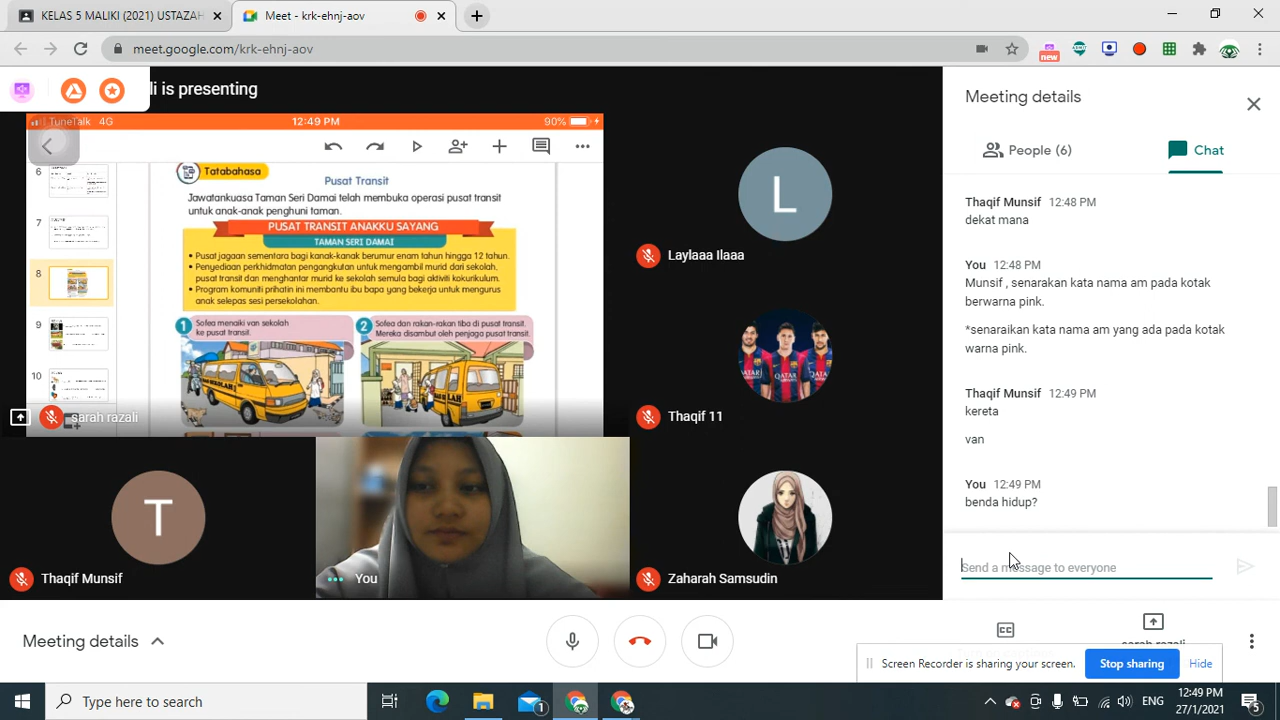 KELAS 5 MALIKI (2021) USTAZAH
Meet - krk-ehnj-aov
meet.google.com/krk-ehnj-aov
new
li is presenting
Meeting details
People (6)
Chat
TuneTalk 4G
12:49 PM
90%
6
7
8
9
10
Tatabahasa
Pusat Transit
Jawatankuasa Taman Seri Damai telah membuka operasi pusat transit
untuk anak-anak penghuni taman.
PUSAT TRANSIT ANAKKU SAYANG
TAMAN SERI DAMAI
• Pusat jagaan sementara bagi kanak-kanak berumur enam tahun hingga 12 tahun.
• Penyediaan perkhidmatan pengangkutan untuk mengambil murid dari sekolah,
pusat transit dan menghantar murid ke sekolah semula bagi aktiviti kokurikulum.
• Program komuniti prihatin ini membantu ibu bapa yang bekerja untuk mengurus
anak selepas sesi persekolahan.
1 Sofea menaiki van sekolah
ke pusat transit.
2 Sofea dan rakan-rakan tiba di pusat transit.
Mereka disambut oleh penjaga pusat transit.
sarah razali
L
Laylaaa Ilaaa
QATAR
Thaqif 11
T
Thaqif Munsif
You
Zaharah Samsudin
Thaqif Munsif 12:48 PM
dekat mana
You 12:48 PM
Munsif , senarakan kata nama am pada kotak
berwarna pink.
*senaraikan kata nama am yang ada pada kotak
warna pink.
Thaqif Munsif 12:49 PM
kereta
van
You 12:49 PM
benda hidup?
Send a message to everyone
Meeting details
CC
sarah razali
Screen Recorder is sharing your screen.
Stop sharing
Hide
Type here to search
1
ENG
12:49 PM
27/1/2021
5